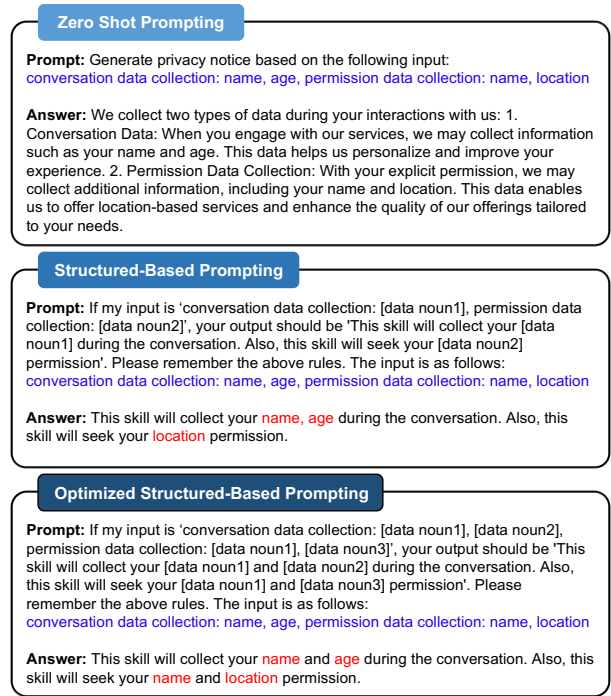 Zero Shot Prompting
Prompt: Generate privacy notice based on the following input:
conversation data collection: name, age, permission data collection: name, location
Answer: We collect two types of data during your interactions with us: 1.
Conversation Data: When you engage with our services, we may collect information
such as your name and age. This data helps us personalize and improve your
experience. 2. Permission Data Collection: With your explicit permission, we may
collect additional information, including your name and location. This data enables
us to offer location-based services and enhance the quality of our offerings tailored
to your needs.
Structured-Based Prompting
Prompt: If my input is ‘conversation data collection: [data noun1], permission data
collection: [data noun2]’, your output should be 'This skill will collect your [data
noun1] during the conversation. Also, this skill will seek your [data noun2]
permission'. Please remember the above rules. The input is as follows:
conversation data collection: name, age, permission data collection: name, location
Answer: This skill will collect your name, age during the conversation. Also, this
skill will seek your location permission.
Optimized Structured-Based Prompting
Prompt: If my input is ‘conversation data collection: [data noun1], [data noun2],
permission data collection: [data noun1], [data noun3]’, your output should be 'This
skill will collect your [data noun1] and [data noun2] during the conversation. Also,
this skill will seek your [data noun1] and [data noun3] permission'. Please
remember the above rules. The input is as follows:
conversation data collection: name, age, permission data collection: name, location
Answer: This skill will collect your name and age during the conversation. Also, this
skill will seek your name and location permission.